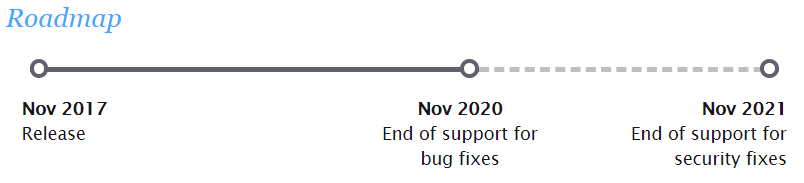 Roadmap
Nov 2017
Release
Nov 2020
End of support for
bug fixes
Nov 2021
End of support for
security fixes